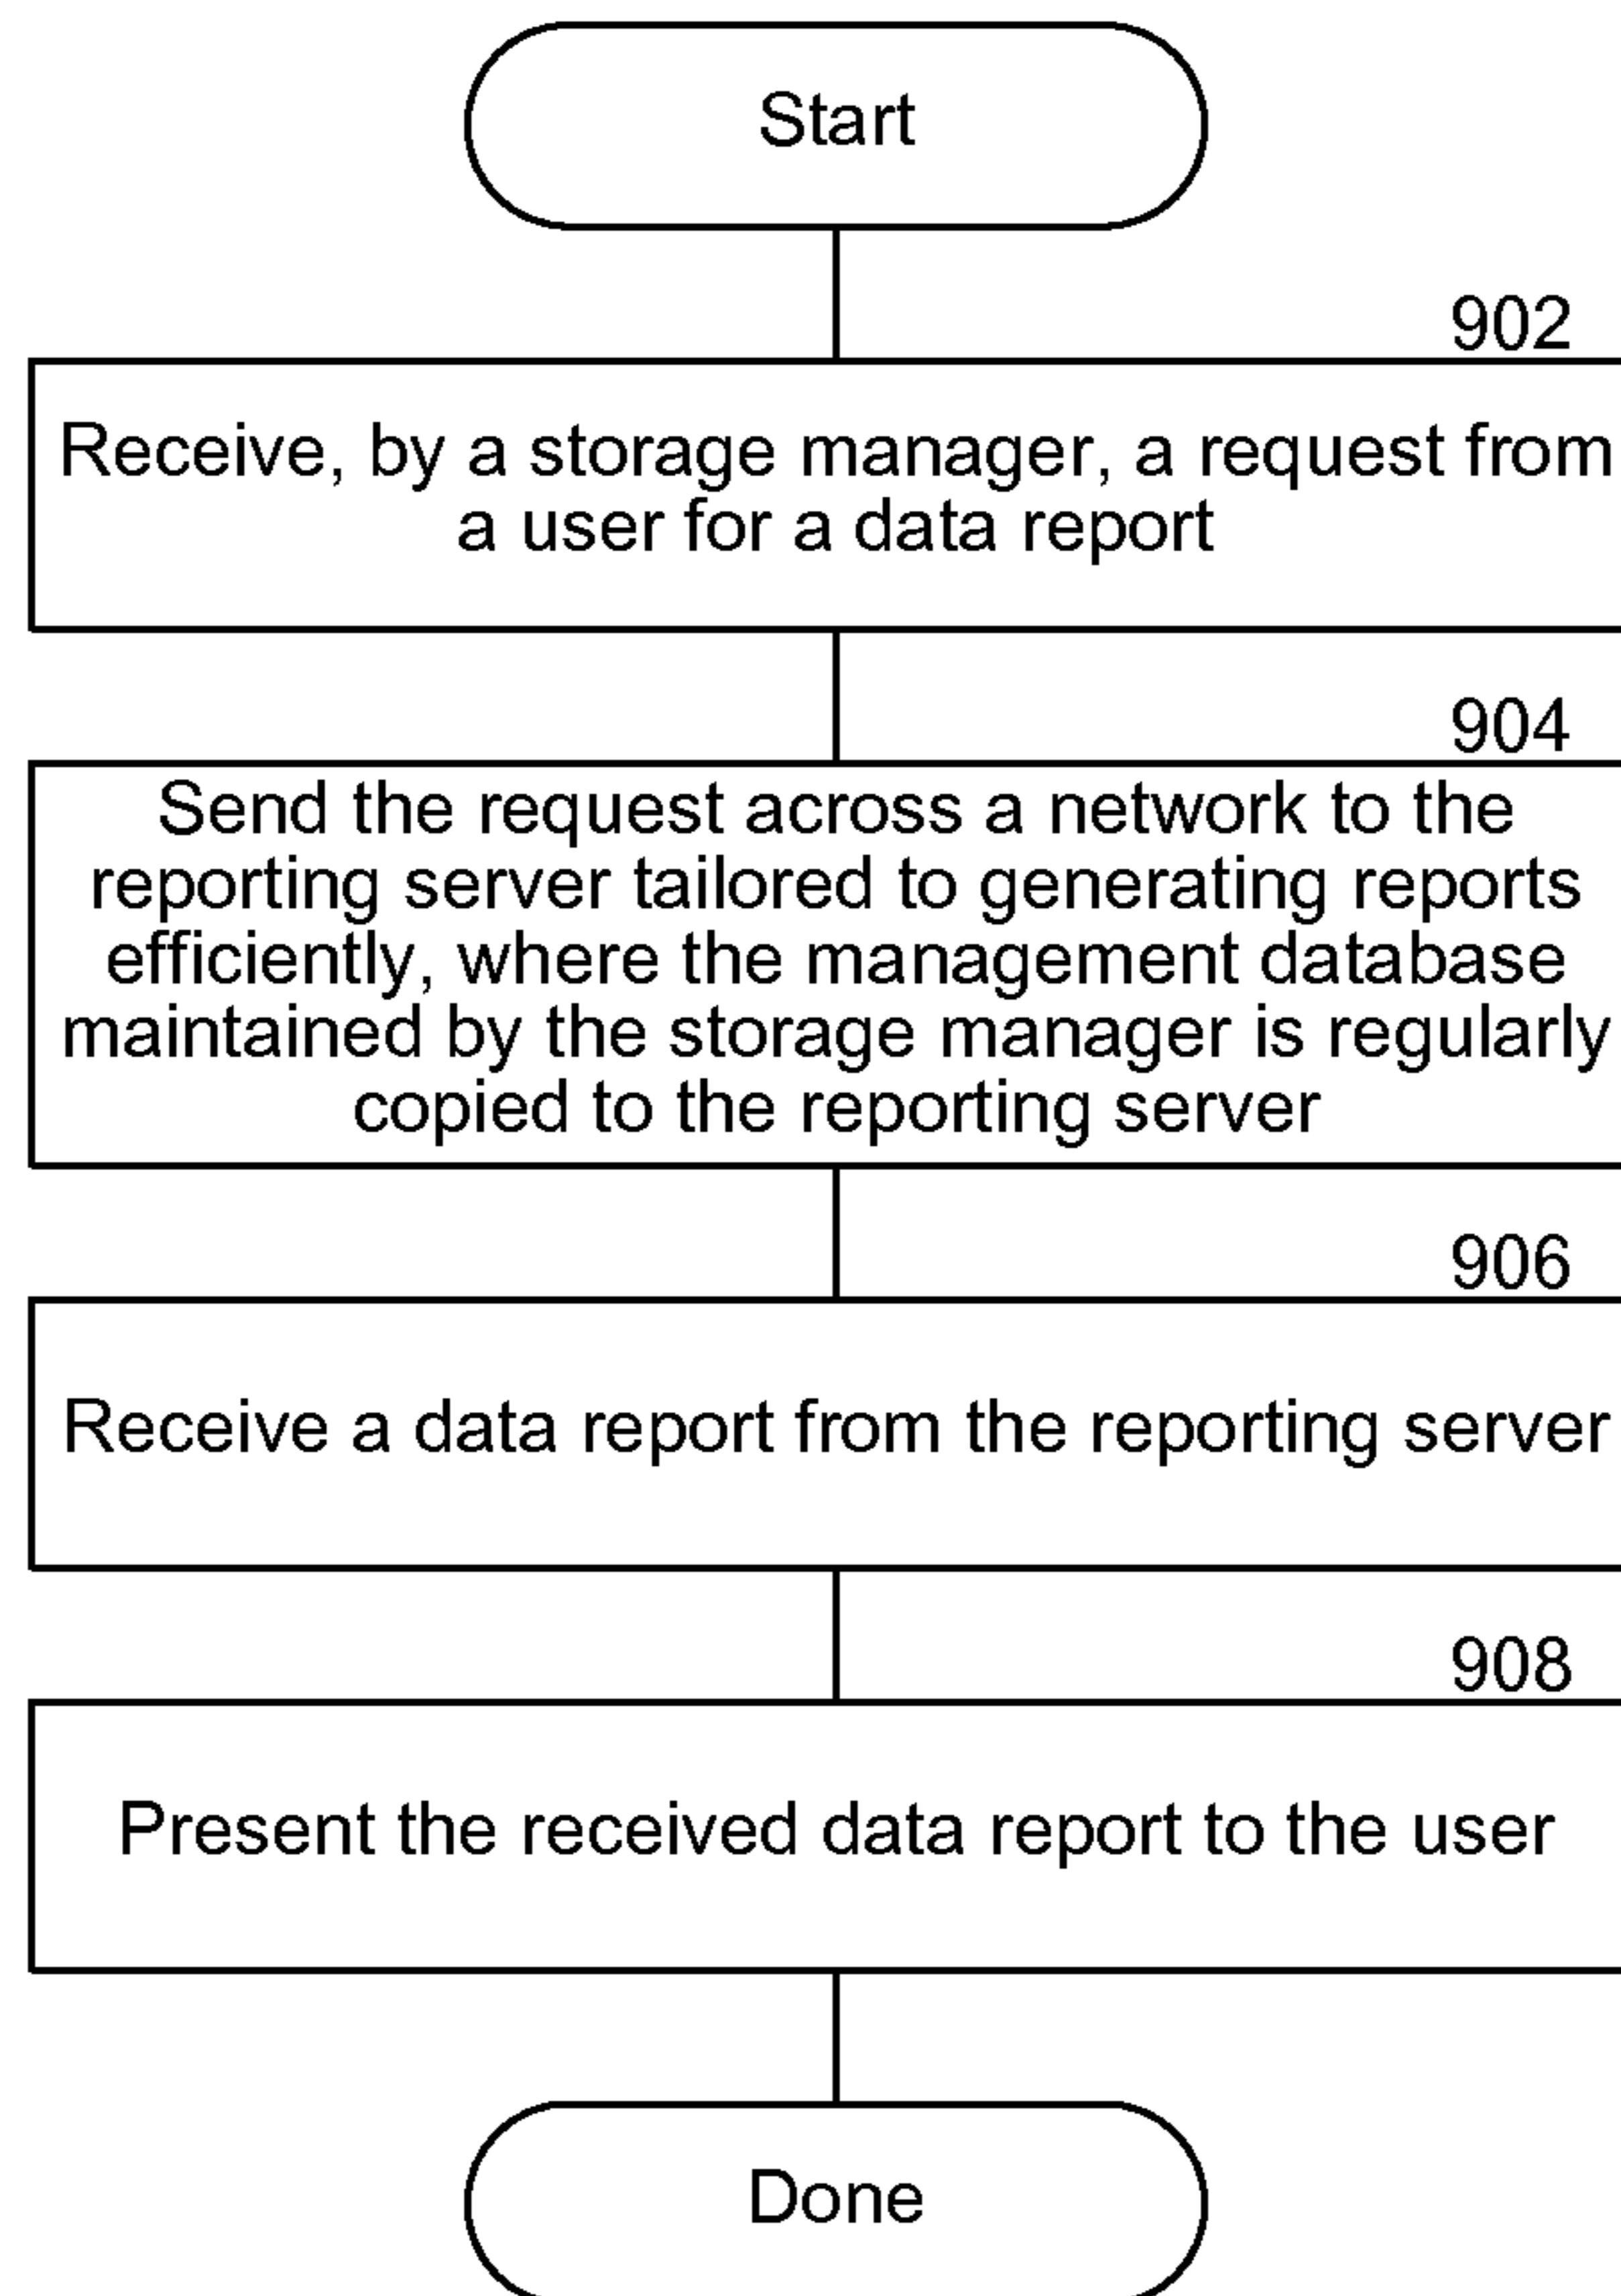 Start
902
Receive, by a storage manager, a request from
a user for a data report
904
Send the request across a network to the
reporting server tailored to generating reports
efficiently, where the management database
maintained by the storage manager is regularly
copied to the reporting server
906
Receive a data report from the reporting server
908
Present the received data report to the user
Done